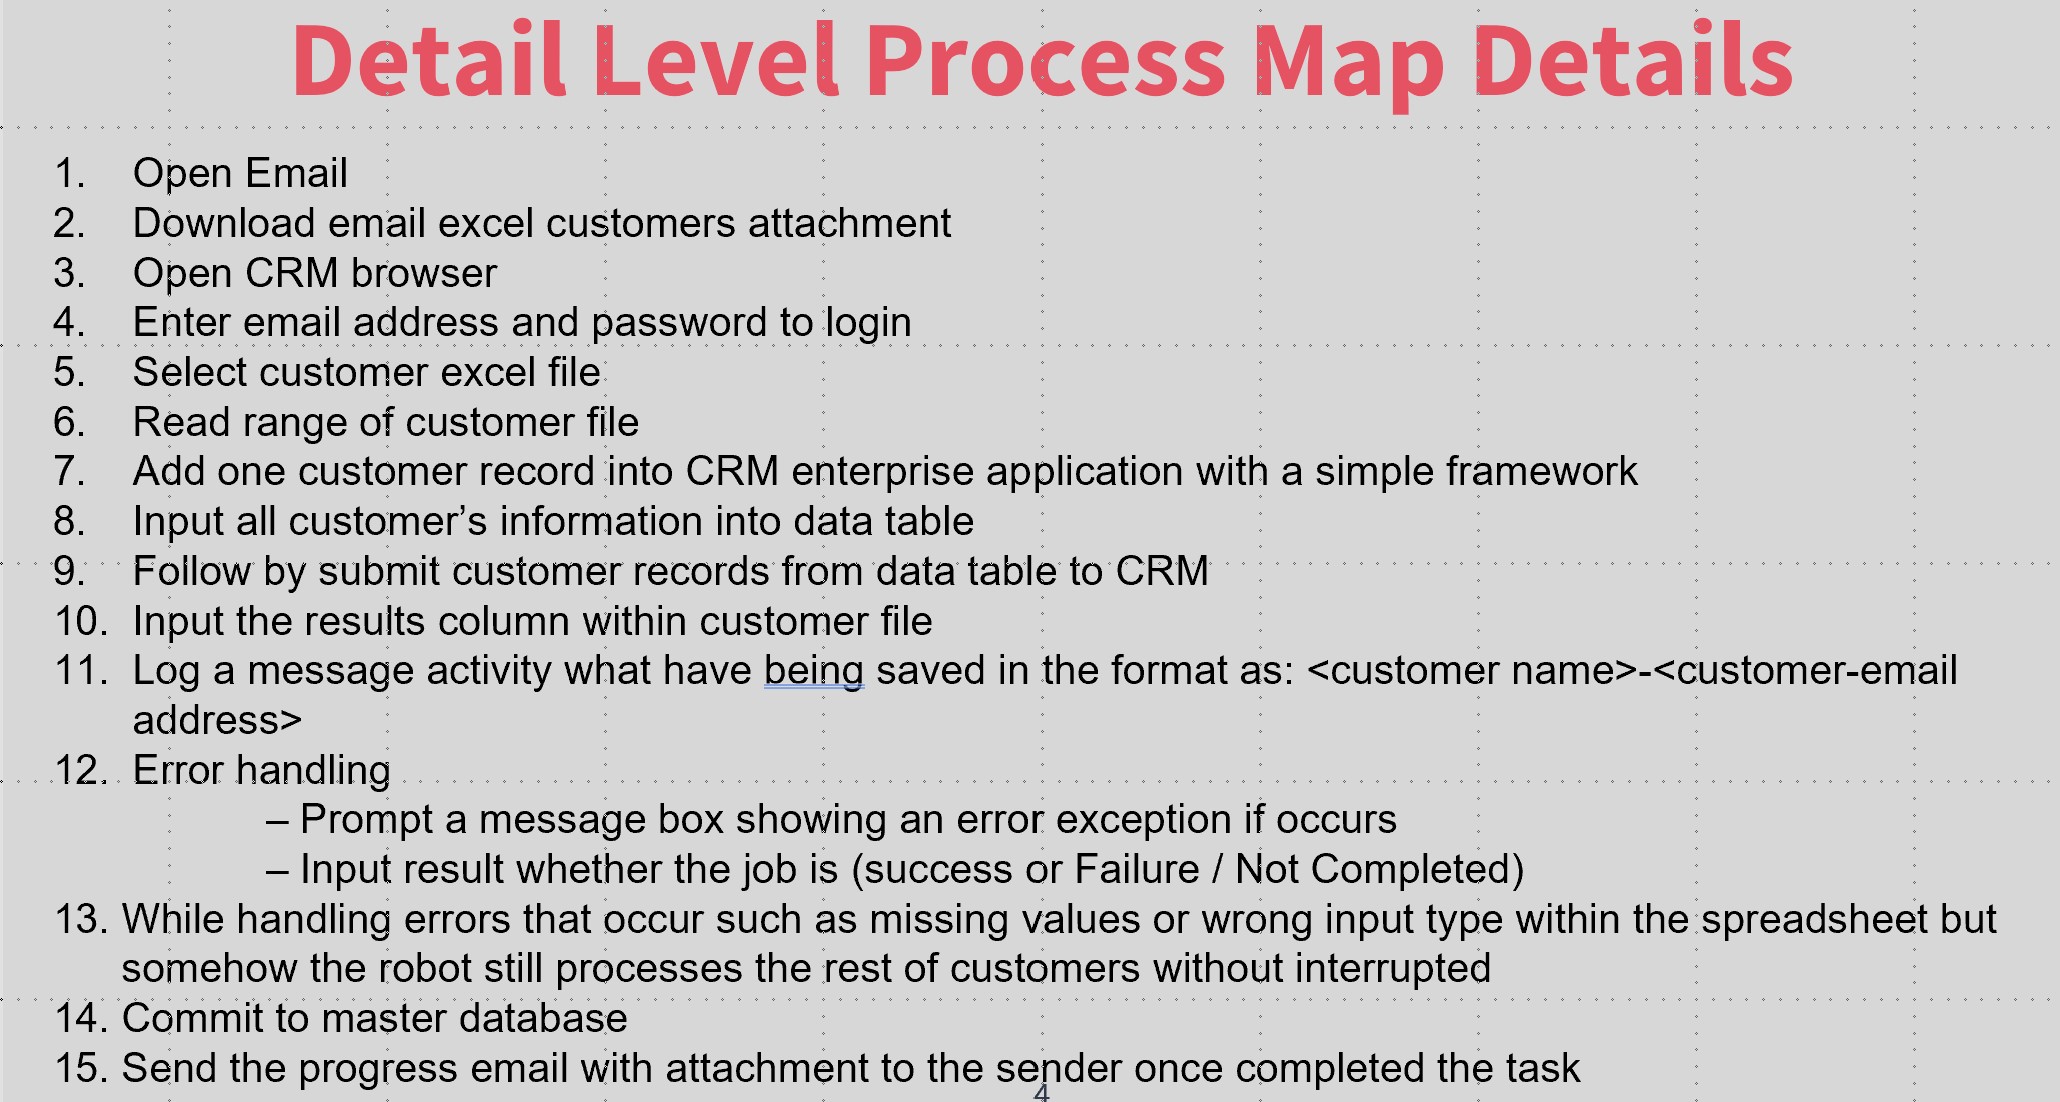 Detail Level Process Map Details
1. Open Email
2. Download email excel customers attachment
3. Open CRM browser
4. Enter email address and password to login
5. Select customer excel file
6. Read range of customer file
7. Add one customer record into CRM enterprise application with a simple framework
8. Input all customer’s information into data table
9. Follow by submit customer records from data table to CRM
10. Input the results column within customer file
11. Log a message activity what have being saved in the format as: <customer name>-<customer-email
address>
12. Error handling
– Prompt a message box showing an error exception if occurs
– Input result whether the job is (success or Failure / Not Completed)
13. While handling errors that occur such as missing values or wrong input type within the spreadsheet but
somehow the robot still processes the rest of customers without interrupted
14. Commit to master database
15. Send the progress email with attachment to the sender once completed the task
4